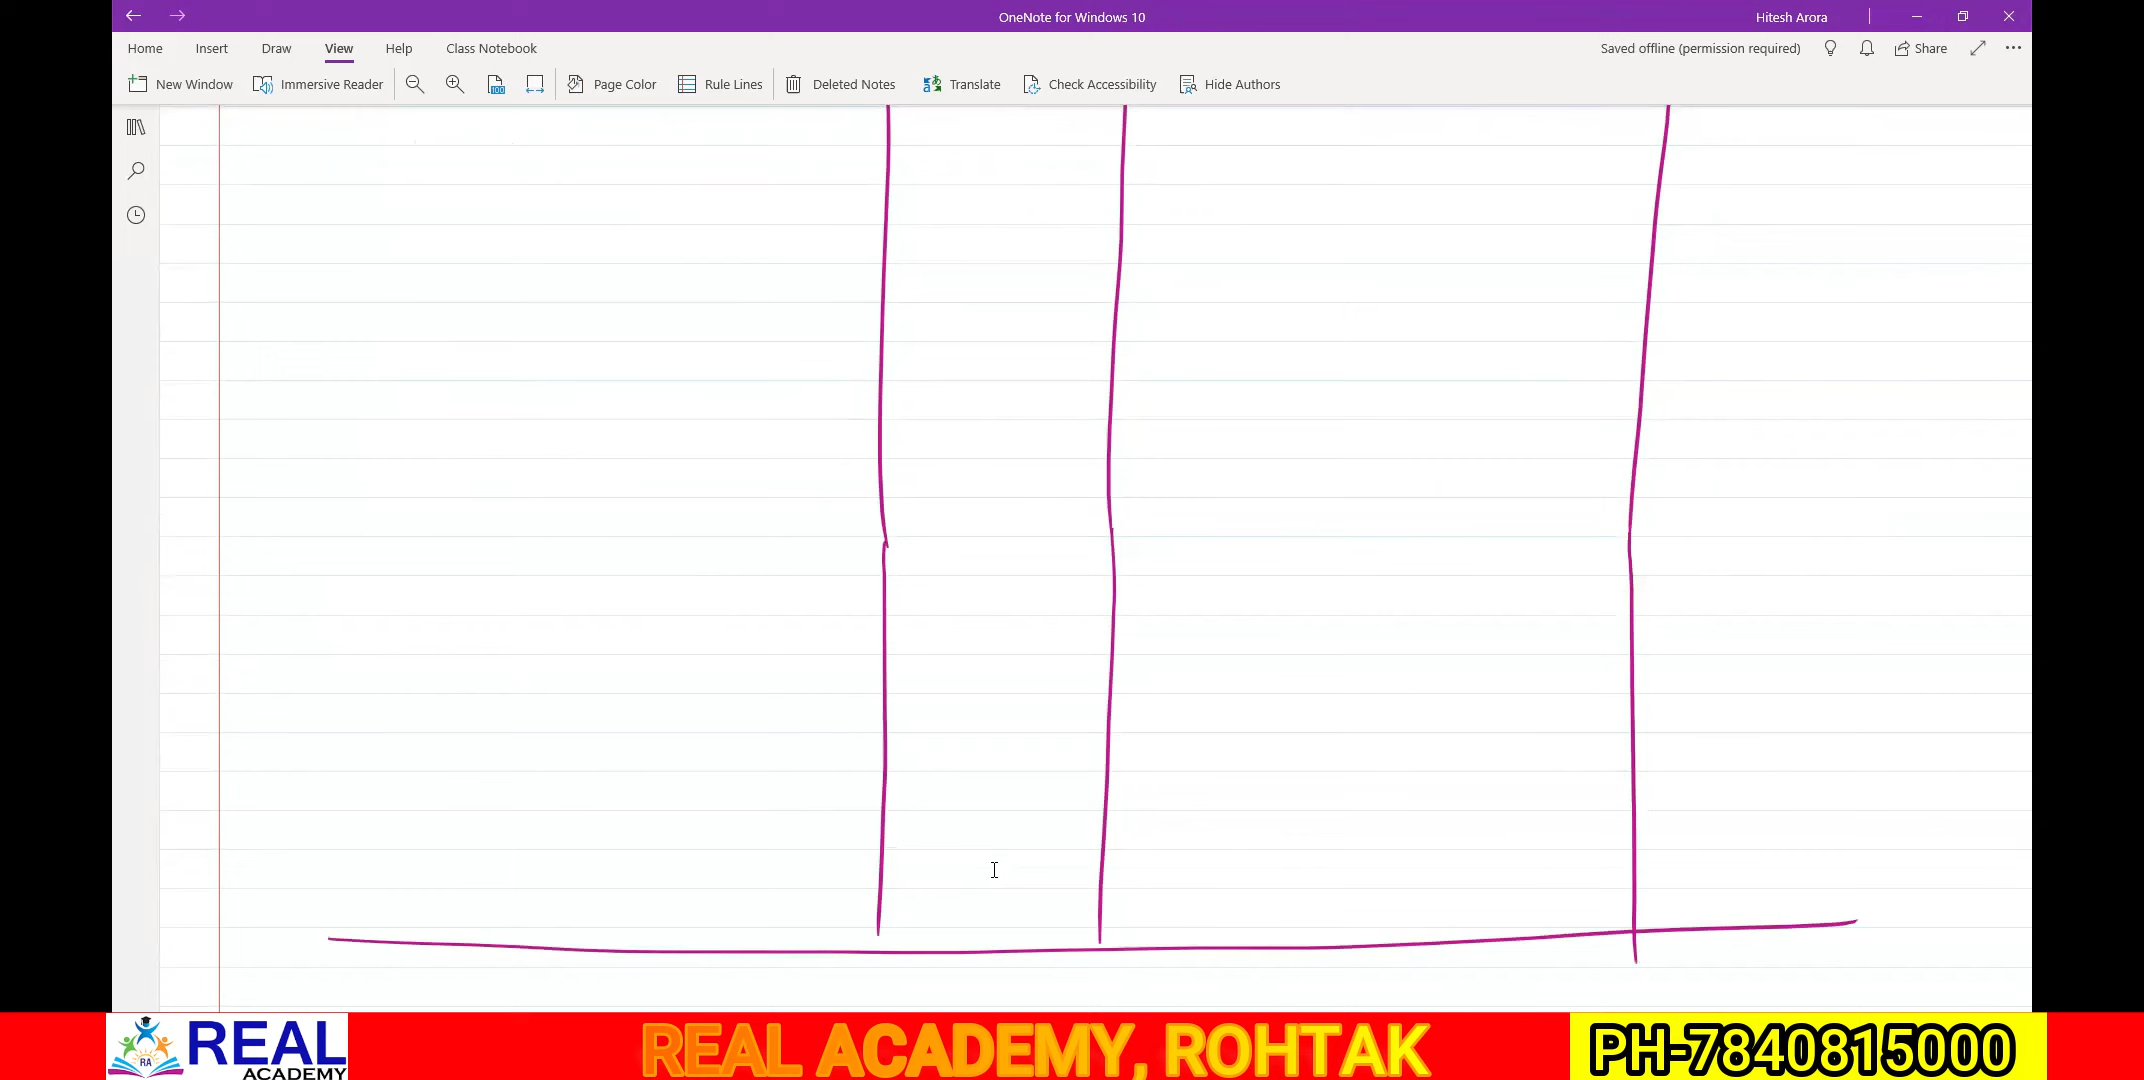 OneNote for Windows 10
Hitesh Arora
Home Insert Draw View Help Class Notebook
Saved offline (permission required) Share
New Window Immersive Reader 100 Page Color Rule Lines Deleted Notes Translate Check Accessibility Hide Authors
RA REAL ACADEMY
REAL ACADEMY, ROHTAK
PH-7840815000